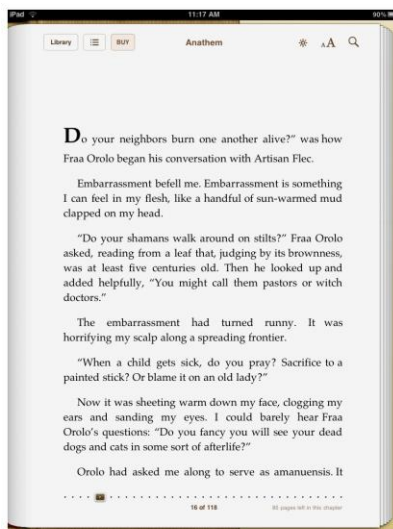 iPad 11:17 AM 90%
Library BUY Anathem AA
Do your neighbors burn one another alive?” was how
Fraa Orolo began his conversation with Artisan Flec.
Embarrassment befell me. Embarrassment is something
I can feel in my flesh, like a handful of sun-warmed mud
clapped on my head.
“Do your shamans walk around on stilts?” Fraa Orolo
asked, reading from a leaf that, judging by its brownness,
was at least five centuries old. Then he looked up and
added helpfully, “You might call them pastors or witch
doctors.”
The embarrassment had turned runny. It was
horrifying my scalp along a spreading frontier.
“When a child gets sick, do you pray? Sacrifice to a
painted stick? Or blame it on an old lady?”
Now it was sheeting warm down my face, clogging my
ears and sanding my eyes. I could barely hear Fraa
Orolo’s questions: “Do you fancy you will see your dead
dogs and cats in some sort of afterlife?”
Orolo had asked me along to serve as amanuensis. It
16 of 118 95 pages left in this chapter